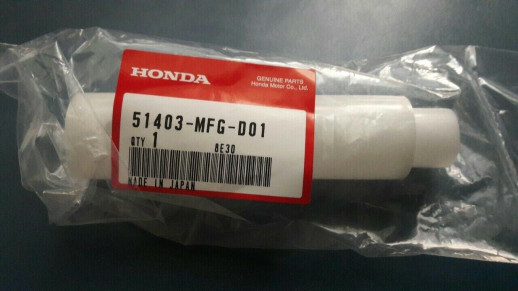 HONDA
GENUINE PARTS
Honda Motor Co., Ltd.
51403-MFG-D01
QTY 1 8E30
MADE IN JAPAN